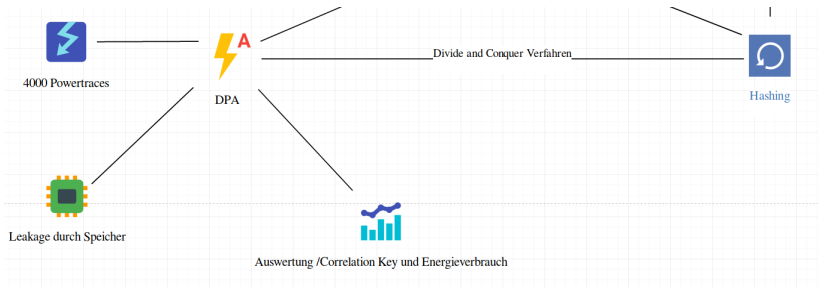 A
Divide and Conquer Verfahren
4000 Powertraces
DPA
Hashing
Leakage durch Speicher
Auswertung /Correlation Key und Energieverbrauch